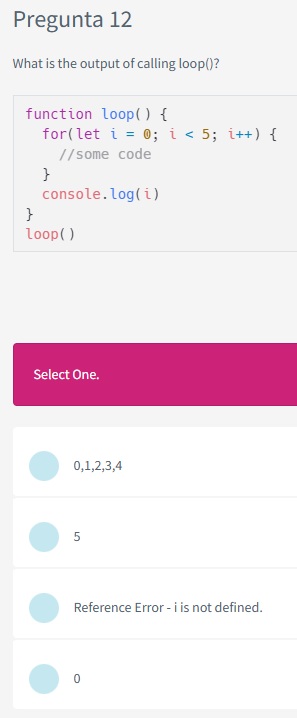 Pregunta 12
What is the output of calling loop()?
function loop() {
  for(let i = 0; i < 5; i++) {
    //some code
  }
  console.log(i)
}
loop()
Select One.
0,1,2,3,4
5
Reference Error - i is not defined.
0